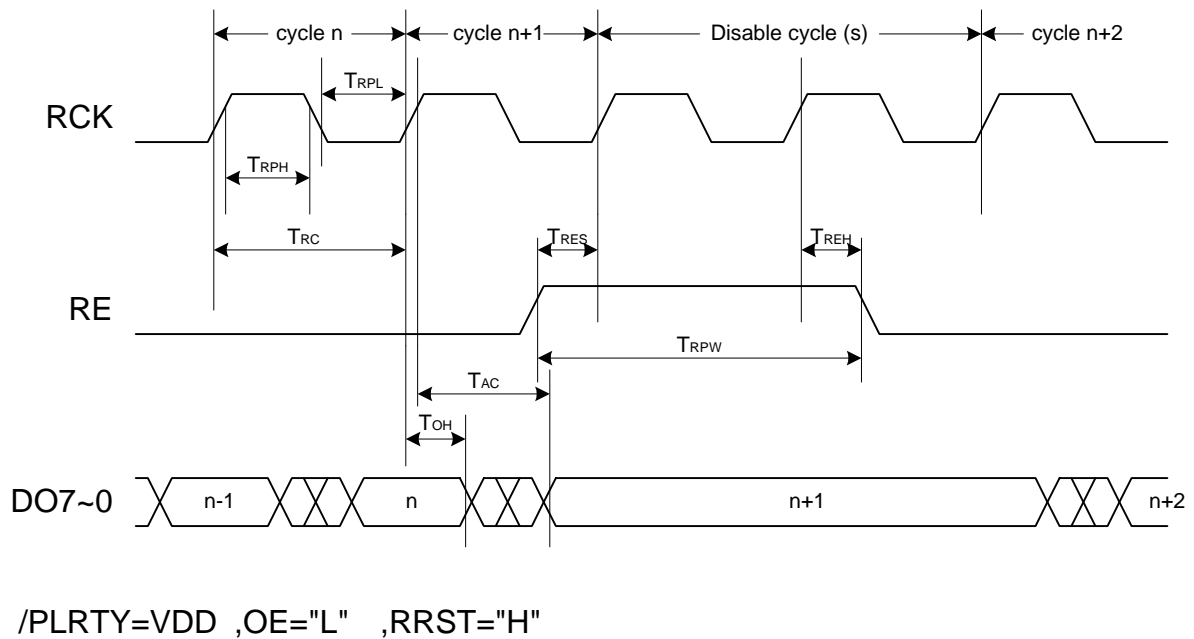 cycle n cycle n+1 Disable cycle (s) cycle n+2
TRPL
RCK
TRPH
TRC TRES TREH
RE
TRPW
TAC
TOH
DO7~0 n-1 n n+1 n+2
/PLRTY=VDD ,OE="L" ,RRST="H"